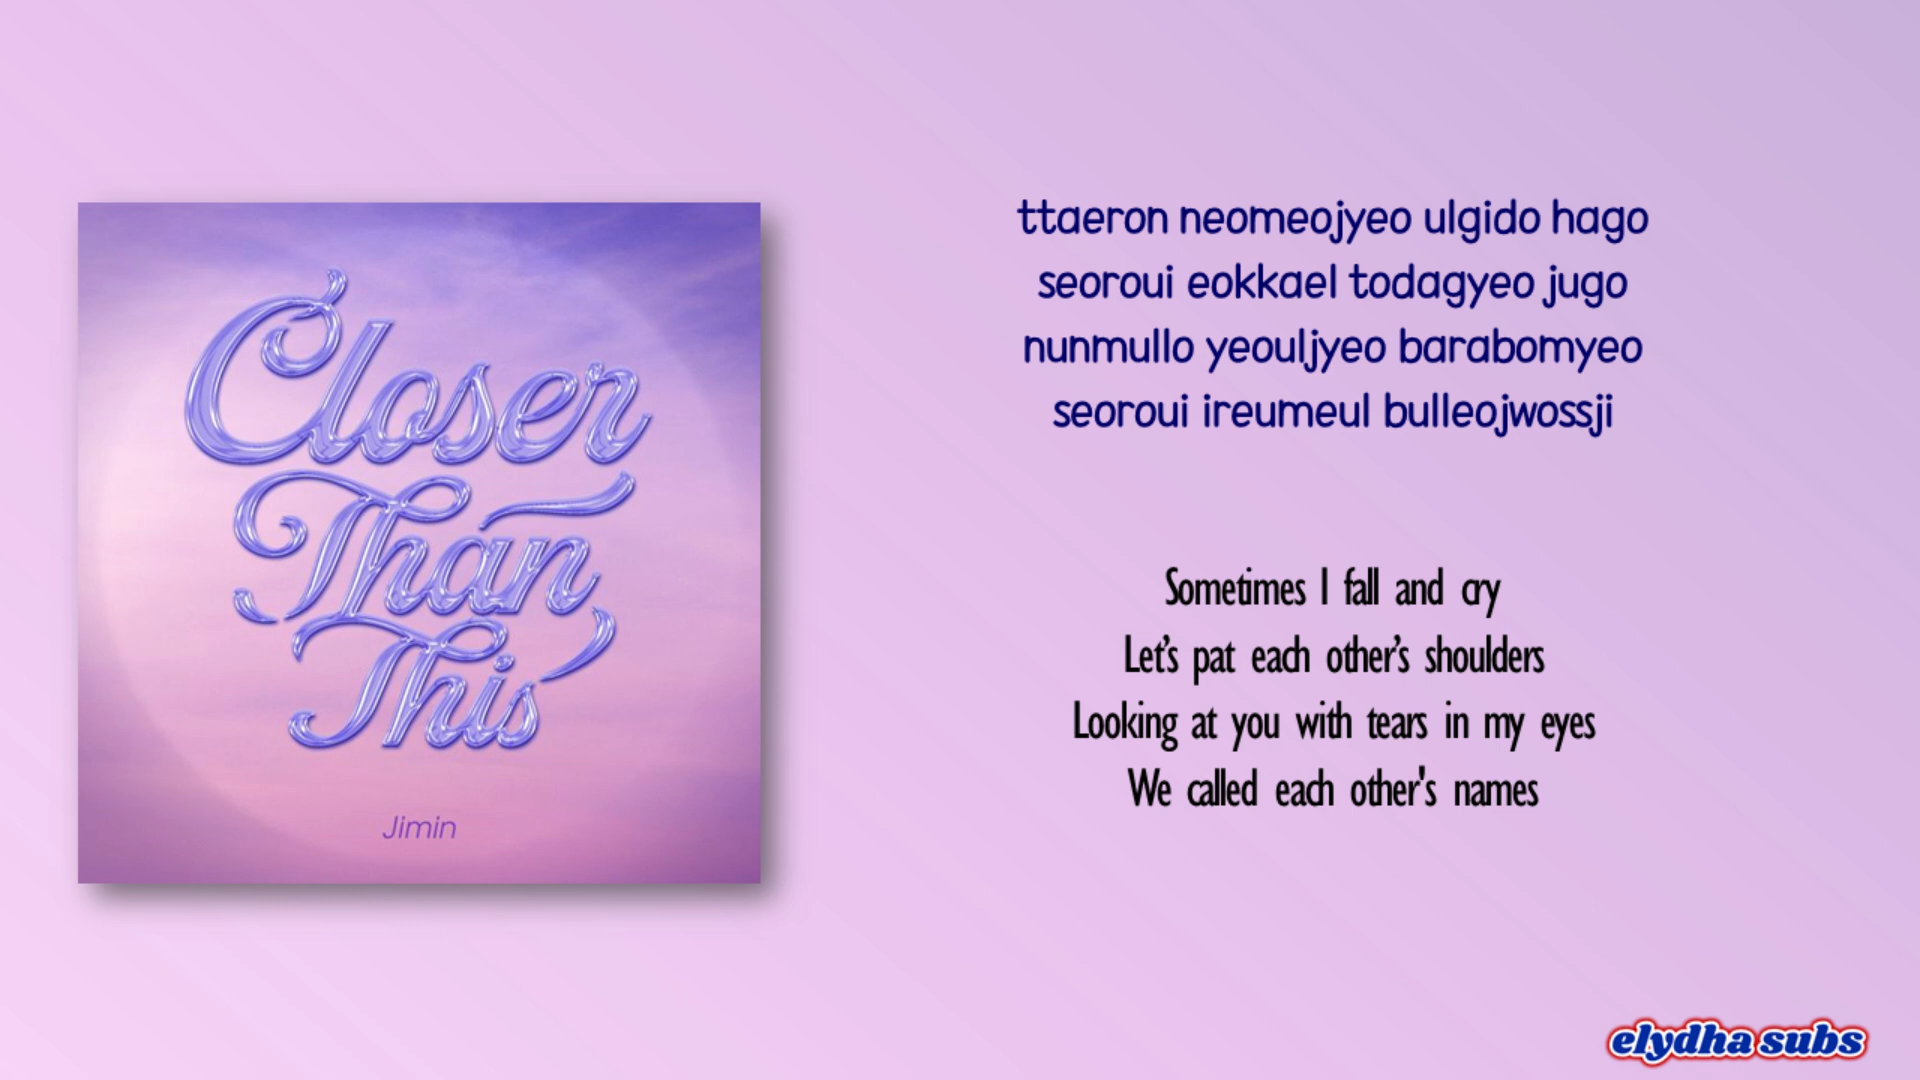 Closer
Than
This
Jimin
ttaeron neomeojyeo ulgido hago
seoroui eokkael todagyeo jugo
nunmullo yeouljyeo barabomyeo
seoroui ireumeul bulleojwossji
Sometimes I fall and cry
Let's pat each other's shoulders
Looking at you with tears in my eyes
We called each other's names
elydha subs